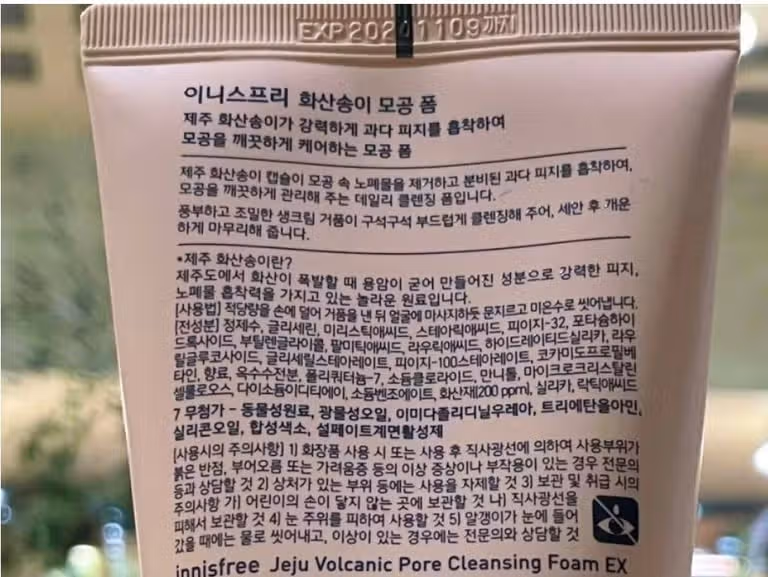 EXP 20241109까지
이니스프리 화산송이 모공 폼
제주 화산송이가 강력하게 과다 피지를 흡착하여
모공을 깨끗하게 케어하는 모공 폼
제주 화산송이 캡슐이 모공 속 노폐물을 제거하고 분비된 과다 피지를 흡착하여,
모공을 깨끗하게 관리해 주는 데일리 클렌징 폼입니다.
풍부하고 조밀한 생크림 거품이 구석구석 부드럽게 클렌징해 주어, 세안 후 개운
하게 마무리해 줍니다.
*제주 화산송이란?
제주도에서 화산이 폭발할 때 용암이 굳어 만들어진 성분으로 강력한 피지,
노폐물 흡착력을 가지고 있는 놀라운 원료입니다.
[사용법] 적당량을 손에 덜어 거품을 낸 뒤 얼굴에 마사지하듯 문지르고 미온수로 씻어냅니다.
[전성분] 정제수, 글리세린, 미리스틱애씨드, 스테아릭애씨드, 피이지-32, 포타슘하이
드록사이드, 부틸렌글라이콜, 팔미틱애씨드, 라우릭애씨드, 하이드레이티드실리카, 라우
릴글루코사이드, 글리세릴스테아레이트, 피이지-100스테아레이트, 코카미도프로필베
타인, 향료, 옥수수전분, 폴리쿼터늄-7, 소듐클로라이드, 만니톨, 마이크로크리스탈린
셀룰로오스, 다이소듐이디티에이, 소듐벤조에이트, 화산재(200 ppm), 실리카, 락틱애씨드
7 무첨가 - 동물성원료, 광물성오일, 이미다졸리디닐우레아, 트리에탄올아민,
실리콘오일, 합성색소, 설페이트계면활성제
[사용시의 주의사항] 1) 화장품 사용 시 또는 사용 후 직사광선에 의하여 사용부위가
붉은 반점, 부어오름 또는 가려움증 등의 이상 증상이나 부작용이 있는 경우 전문의
등과 상담할 것 2) 상처가 있는 부위 등에는 사용을 자제할 것 3) 보관 및 취급 시의
주의사항 가) 어린이의 손이 닿지 않는 곳에 보관할 것 나) 직사광선을
피해서 보관할 것 4) 눈 주위를 피하여 사용할 것 5) 알갱이가 눈에 들어
갔을 때에는 물로 씻어내고, 이상이 있는 경우에는 전문의와 상담할 것
innisfree Jeju Volcanic Pore Cleansing Foam EX